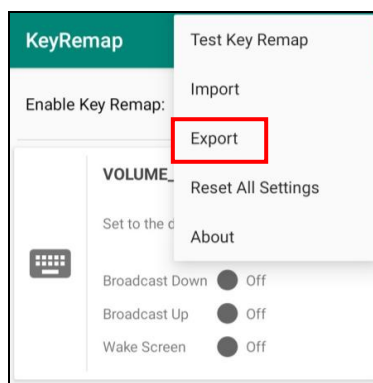 KeyRemap
Test Key Remap
Import
Enable Key Remap:
Export
VOLUME_
Reset All Settings
Set to the d
About
Broadcast Down Off
Broadcast Up Off
Wake Screen Off